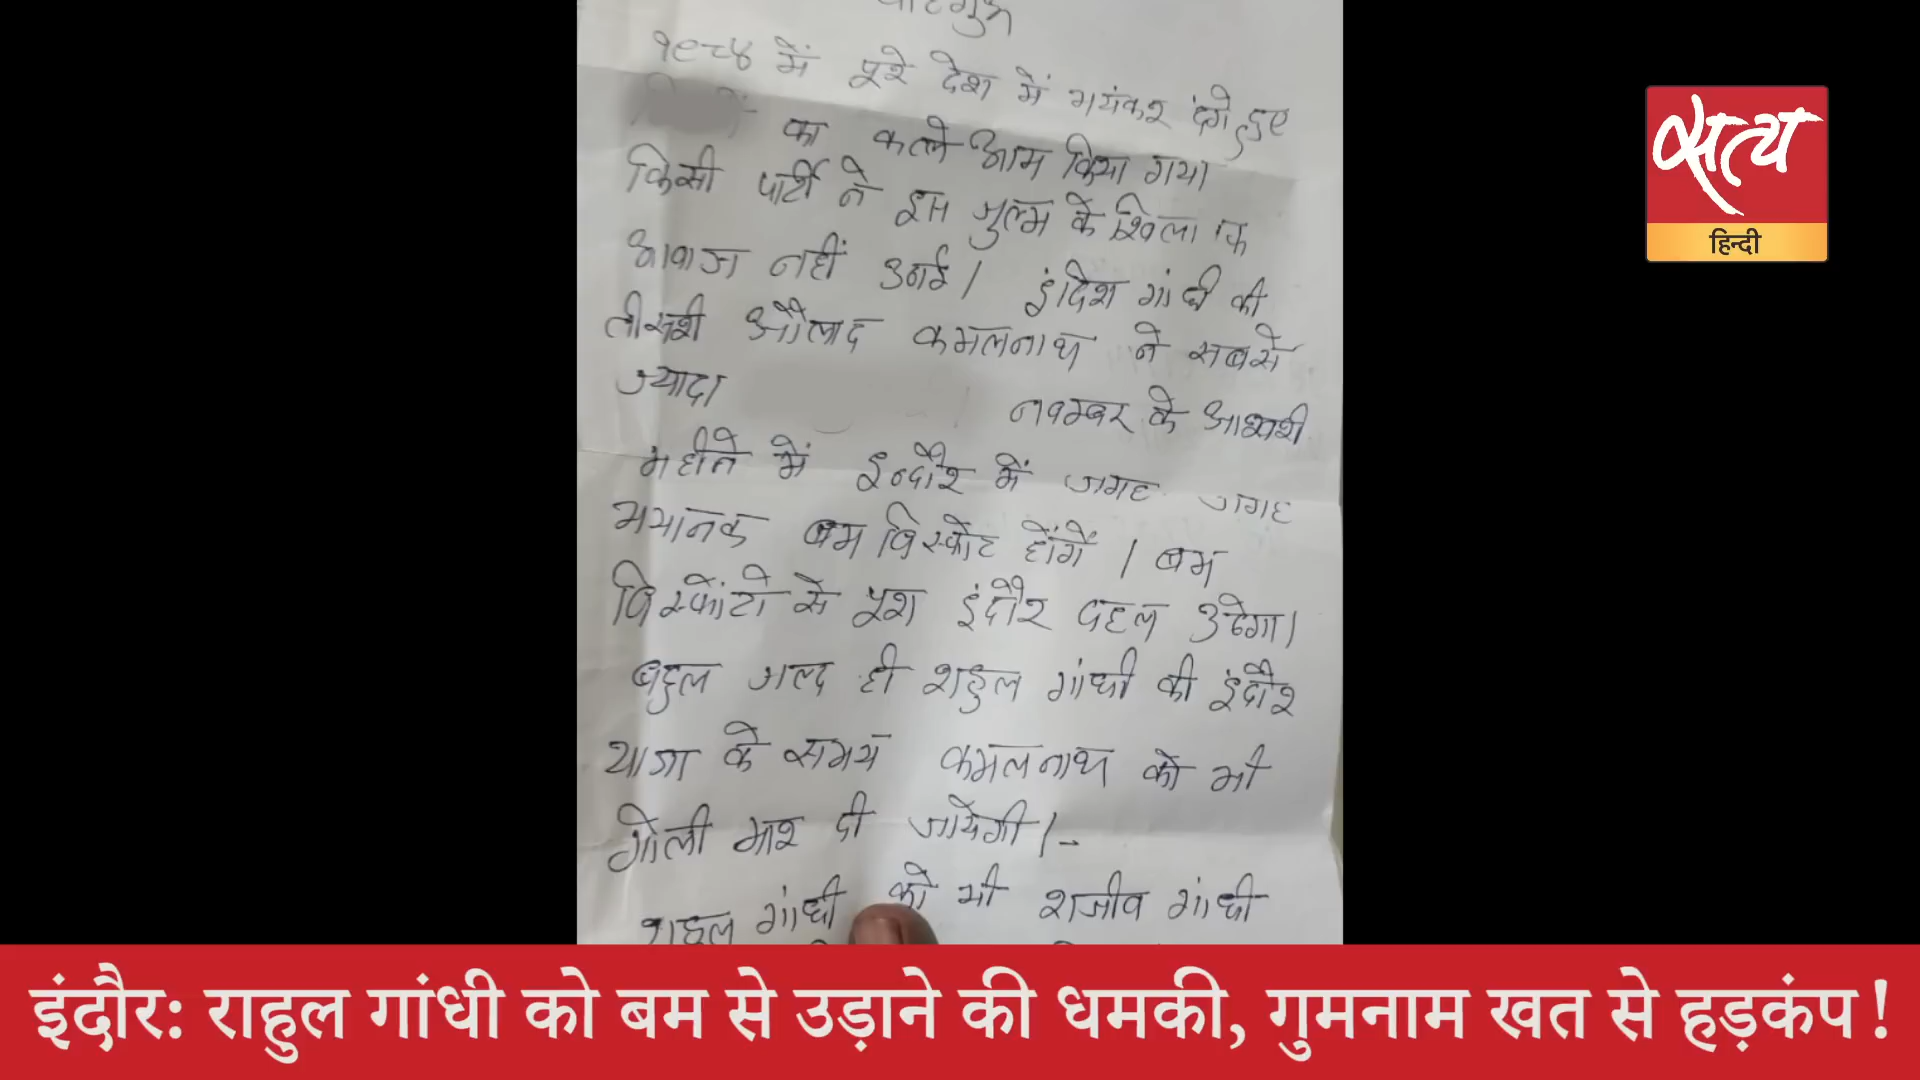 १९८४ में पूरे देश में भयंकर दंगे हुए
का कत्ले आम किया गया
किसी पार्टी ने इस जुल्म के खिलाफ
आवाज नहीं उठाई। इंदिरा गांधी की
तीसरी औलाद कमलनाथ ने सबसे
ज्यादा नवम्बर के आखरी
महीने में इन्दौर में जगह जगह
भयानक बम विस्फोट होंगें। बम
विस्फोंटो से पूरा इंदौर दहल उठेगा।
बहुत जल्द ही राहुल गांधी की इंदौर
यात्रा के समय कमलनाथ को भी
गोली मार दी जायेगी।-
राहुल गांधी को भी राजीव गांधी
सत्य
हिन्दी
इंदौर: राहुल गांधी को बम से उड़ाने की धमकी, गुमनाम खत से हड़कंप!